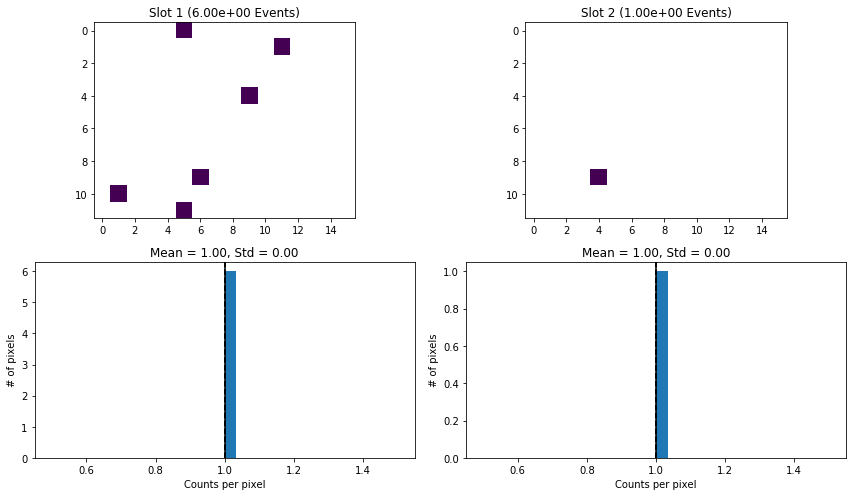 Slot 1 (6.00e+00 Events)
0
2
4
6
8
10
0 2 4 6 8 10 12 14
Slot 2 (1.00e+00 Events)
0
2
4
6
8
10
0 2 4 6 8 10 12 14
Mean = 1.00, Std = 0.00
# of pixels
6
5
4
3
2
1
0
0.6 0.8 1.0 1.2 1.4
Counts per pixel
Mean = 1.00, Std = 0.00
# of pixels
1.0
0.8
0.6
0.4
0.2
0.0
0.6 0.8 1.0 1.2 1.4
Counts per pixel